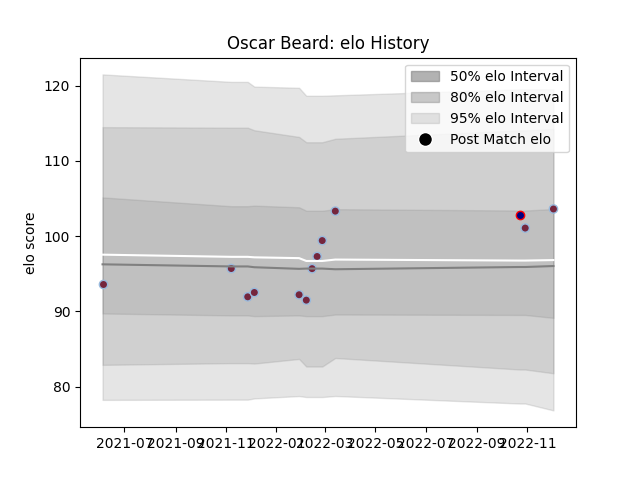 Oscar Beard: elo History
50% elo Interval
80% elo Interval
95% elo Interval
Post Match elo
elo score
120
110
100
90
80
2021-07 2021-09 2021-11 2022-01 2022-03 2022-05 2022-07 2022-09 2022-11